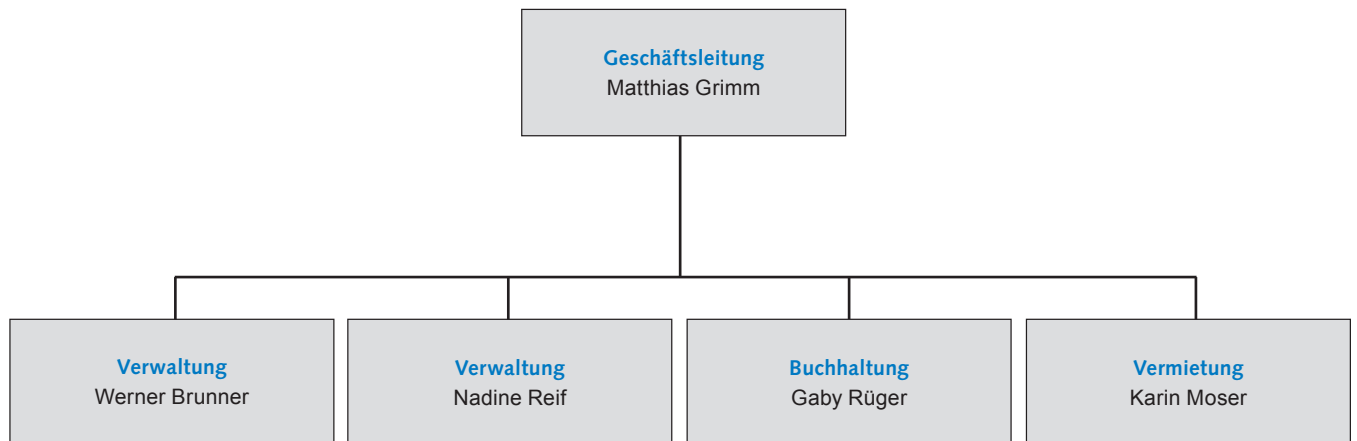 Geschäftsleitung
Matthias Grimm
Verwaltung
Werner Brunner
Verwaltung
Nadine Reif
Buchhaltung
Gaby Rüger
Vermietung
Karin Moser